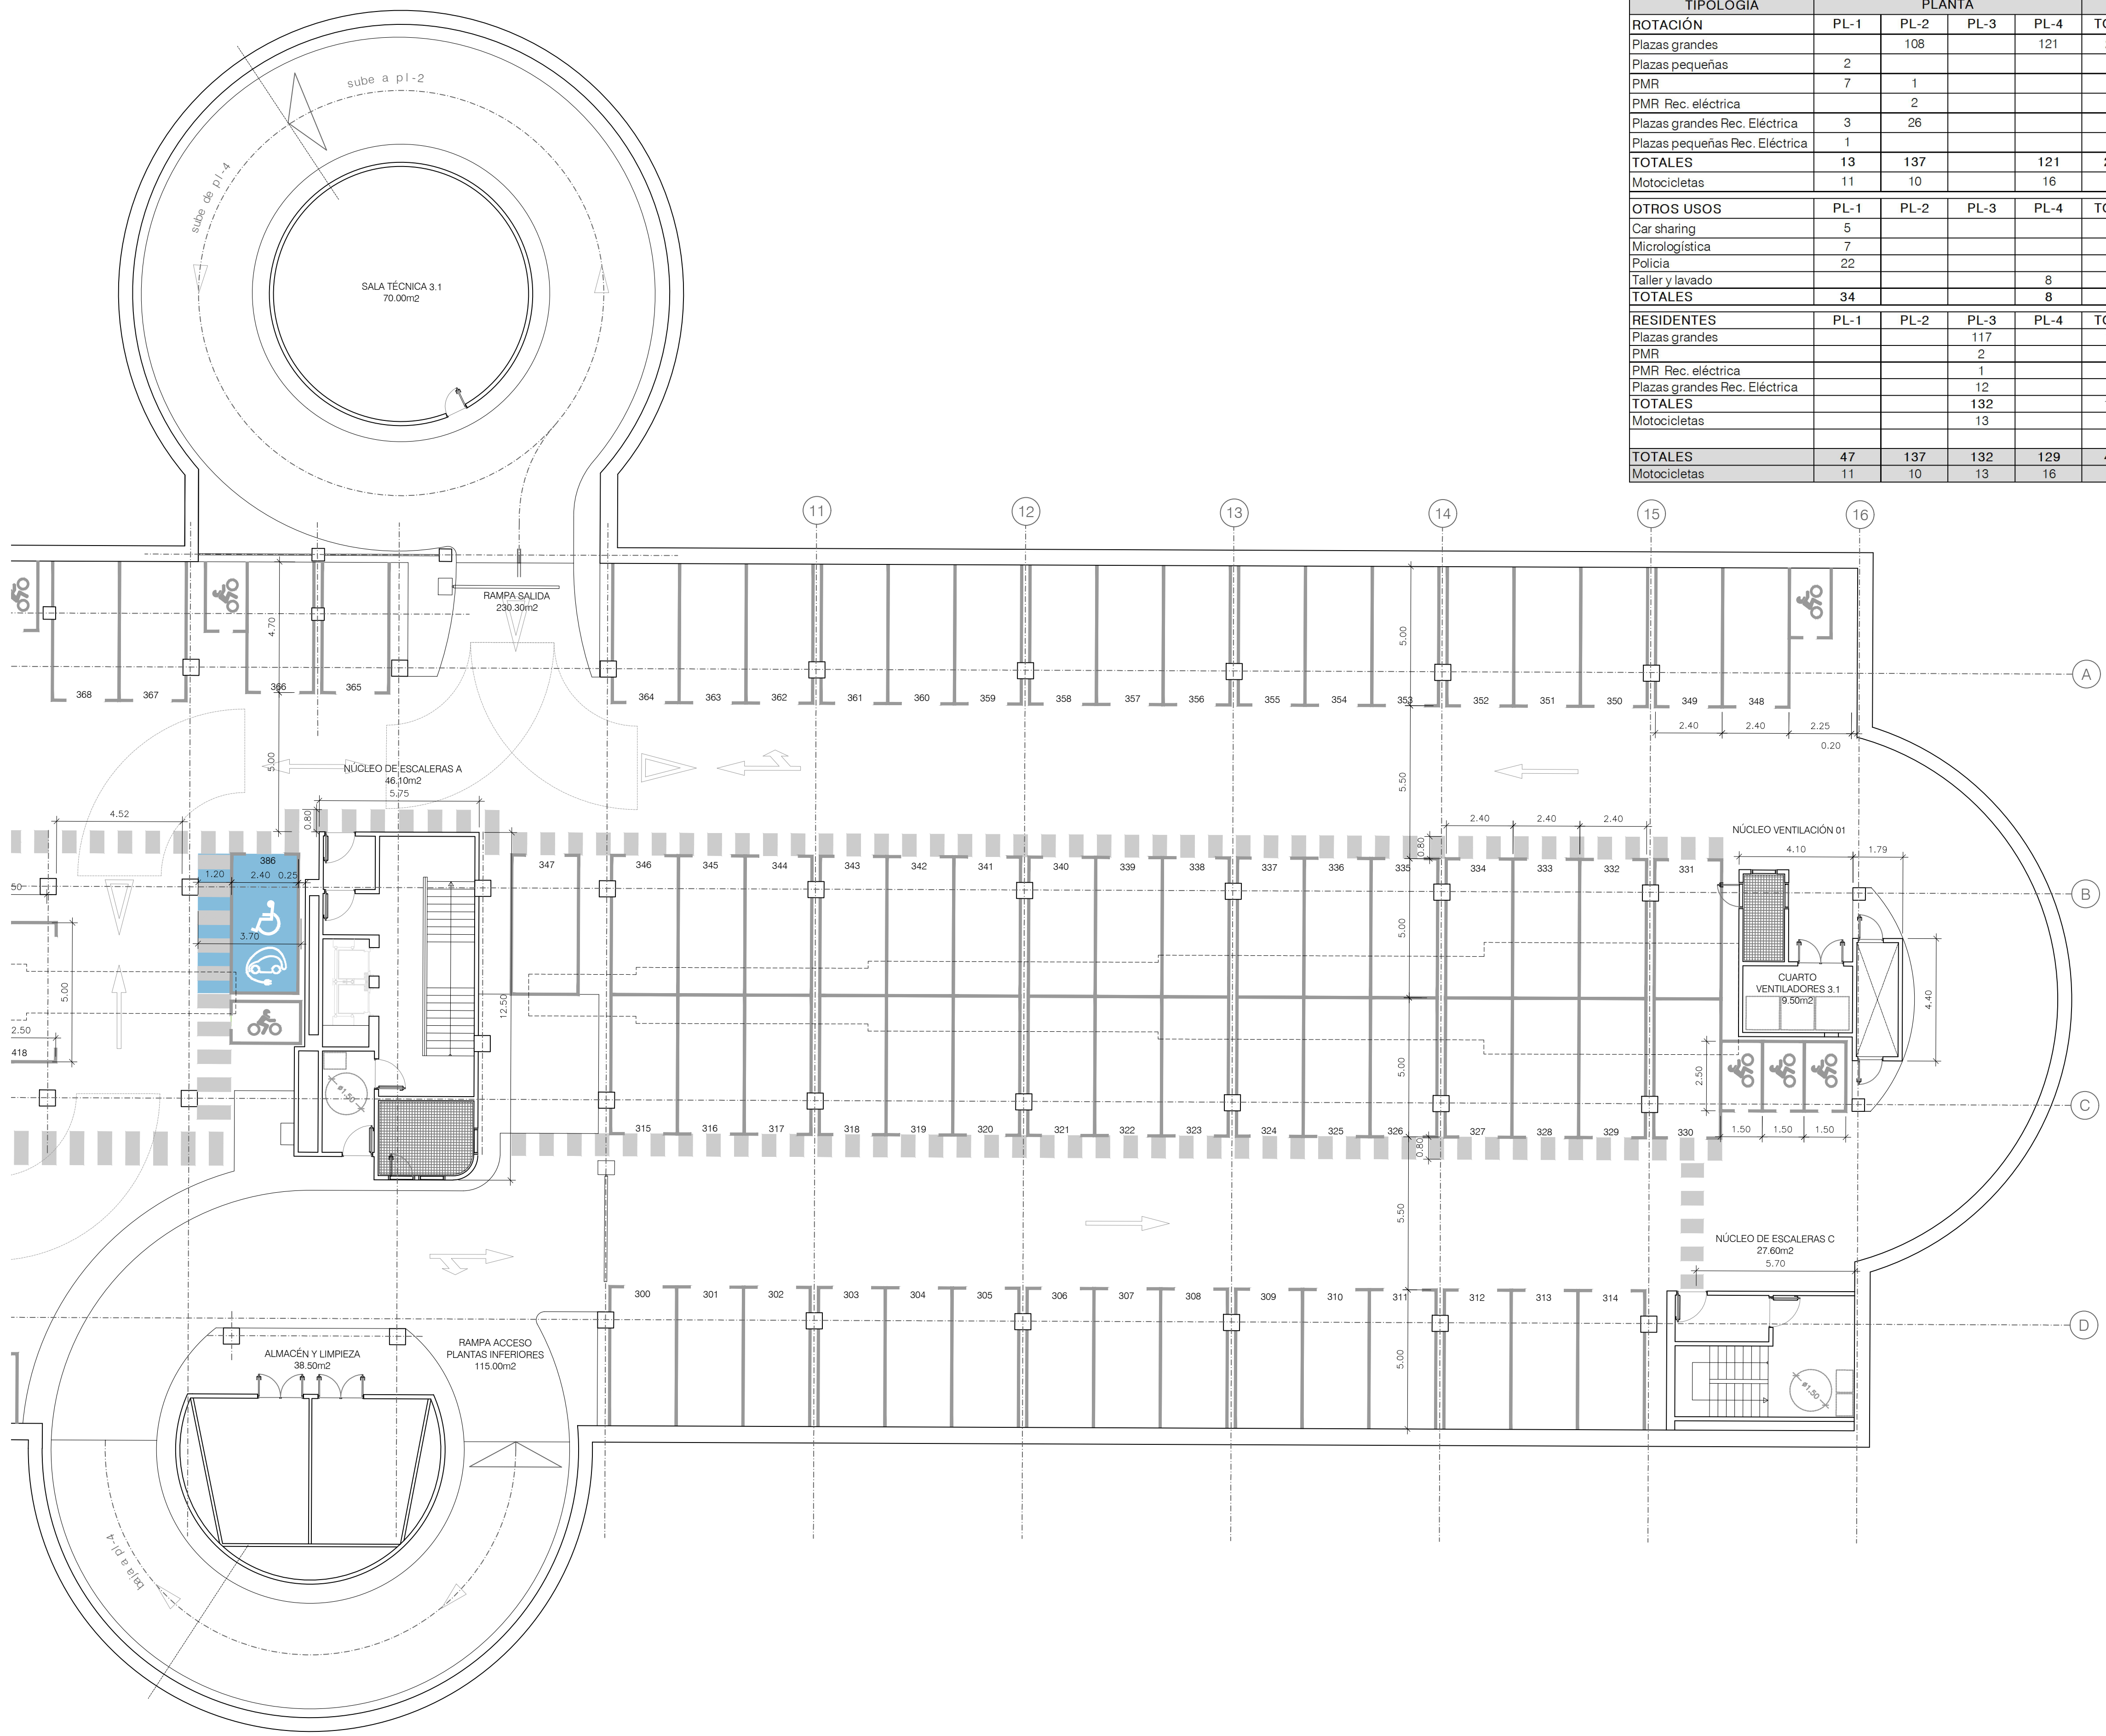 TIPOLOGÍA PLANTA
ROTACIÓN PL-1 PL-2 PL-3 PL-4
Plazas grandes 108 121
Plazas pequeñas 2
PMR 7 1
PMR Rec. eléctrica 2
Plazas grandes Rec. Eléctrica 3 26
Plazas pequeñas Rec. Eléctrica 1
TOTALES 13 137 121
Motocicletas 11 10 16
OTROS USOS PL-1 PL-2 PL-3 PL-4
Car sharing 5
Micrologística 7
Policia 22
Taller y lavado 8
TOTALES 34 8
RESIDENTES PL-1 PL-2 PL-3 PL-4
Plazas grandes 117
PMR 2
PMR Rec. eléctrica 1
Plazas grandes Rec. Eléctrica 12
TOTALES 132
Motocicletas 13
TOTALES 47 137 132 129
Motocicletas 11 10 13 16
sube a pl-2
sube de pl-4
SALA TÉCNICA 3.1
70.00m2
11 12 13 14 15 16
RAMPA SALIDA
230.30m2
4.70
5.00
A
368 367 366 365 364 363 362 361 360 359 358 357 356 355 354 353 352 351 350 349 348
2.40 2.40 2.25
0.20
5.00
5.50
NÚCLEO DE ESCALERAS A
46.10m2
5.75
4.52
0.80
0.80
2.40 2.40 2.40
NÚCLEO VENTILACIÓN 01
4.10 1.79
386
347 346 345 344 343 342 341 340 339 338 337 336 335 334 333 332 331
1.20 2.40 0.25
50
B
3.70
5.00
5.00
12.50
CUARTO
VENTILADORES 3.1
9.50m2
4.40
2.50
418
5.00
2.50
ø1.50
C
315 316 317 318 319 320 321 322 323 324 325 326 327 328 329 330
1.50 1.50 1.50
0.80
5.50
NÚCLEO DE ESCALERAS C
27.60m2
5.70
300 301 302 303 304 305 306 307 308 309 310 311 312 313 314
D
RAMPA ACCESO
PLANTAS INFERIORES
115.00m2
ALMACÉN Y LIMPIEZA
38.50m2
5.00
ø1.50
baja a pl-4